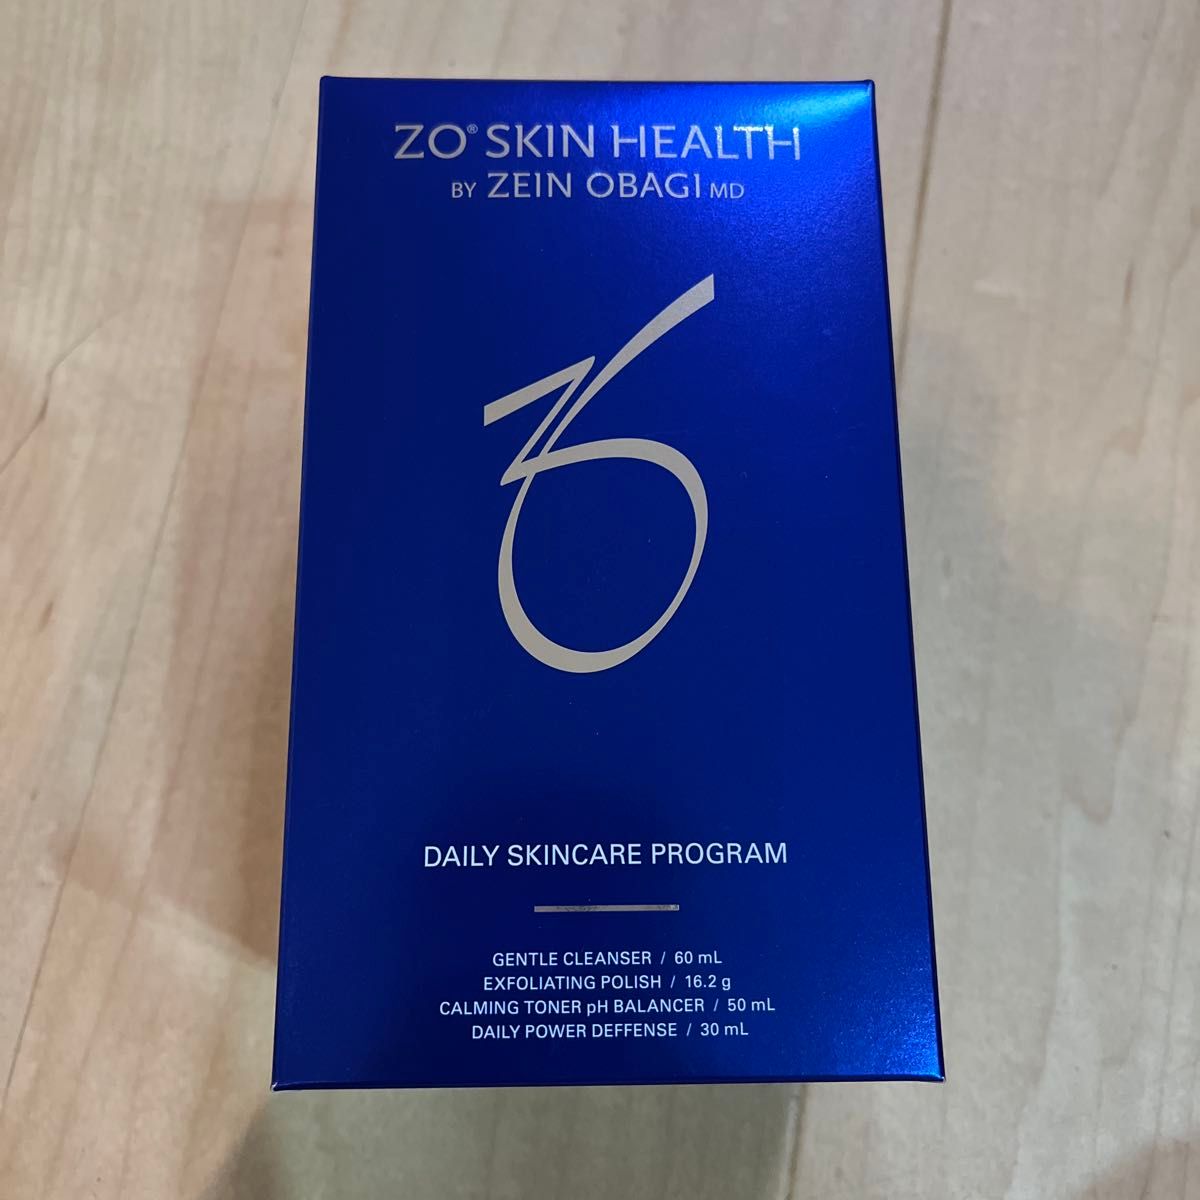 ZO® SKIN HEALTH
BY ZEIN OBAGI MD
DAILY SKINCARE PROGRAM
GENTLE CLEANSER / 60 mL
EXFOLIATING POLISH / 16.2 g
CALMING TONER pH BALANCER / 50 mL
DAILY POWER DEFFENSE / 30 mL